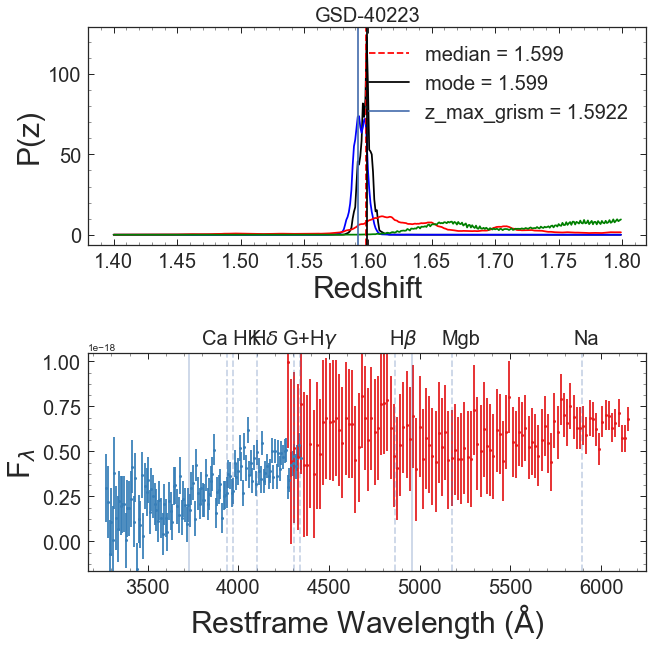 GSD-40223
median = 1.599
mode = 1.599
z_max_grism = 1.5922
P(z)
100
50
0
1.40 1.45 1.50 1.55 1.60 1.65 1.70 1.75 1.80
Redshift
1e-18
Ca HK Hδ G+Hγ Hβ Mgb Na
F_λ
1.00
0.75
0.50
0.25
0.00
3500 4000 4500 5000 5500 6000
Restframe Wavelength (Å)